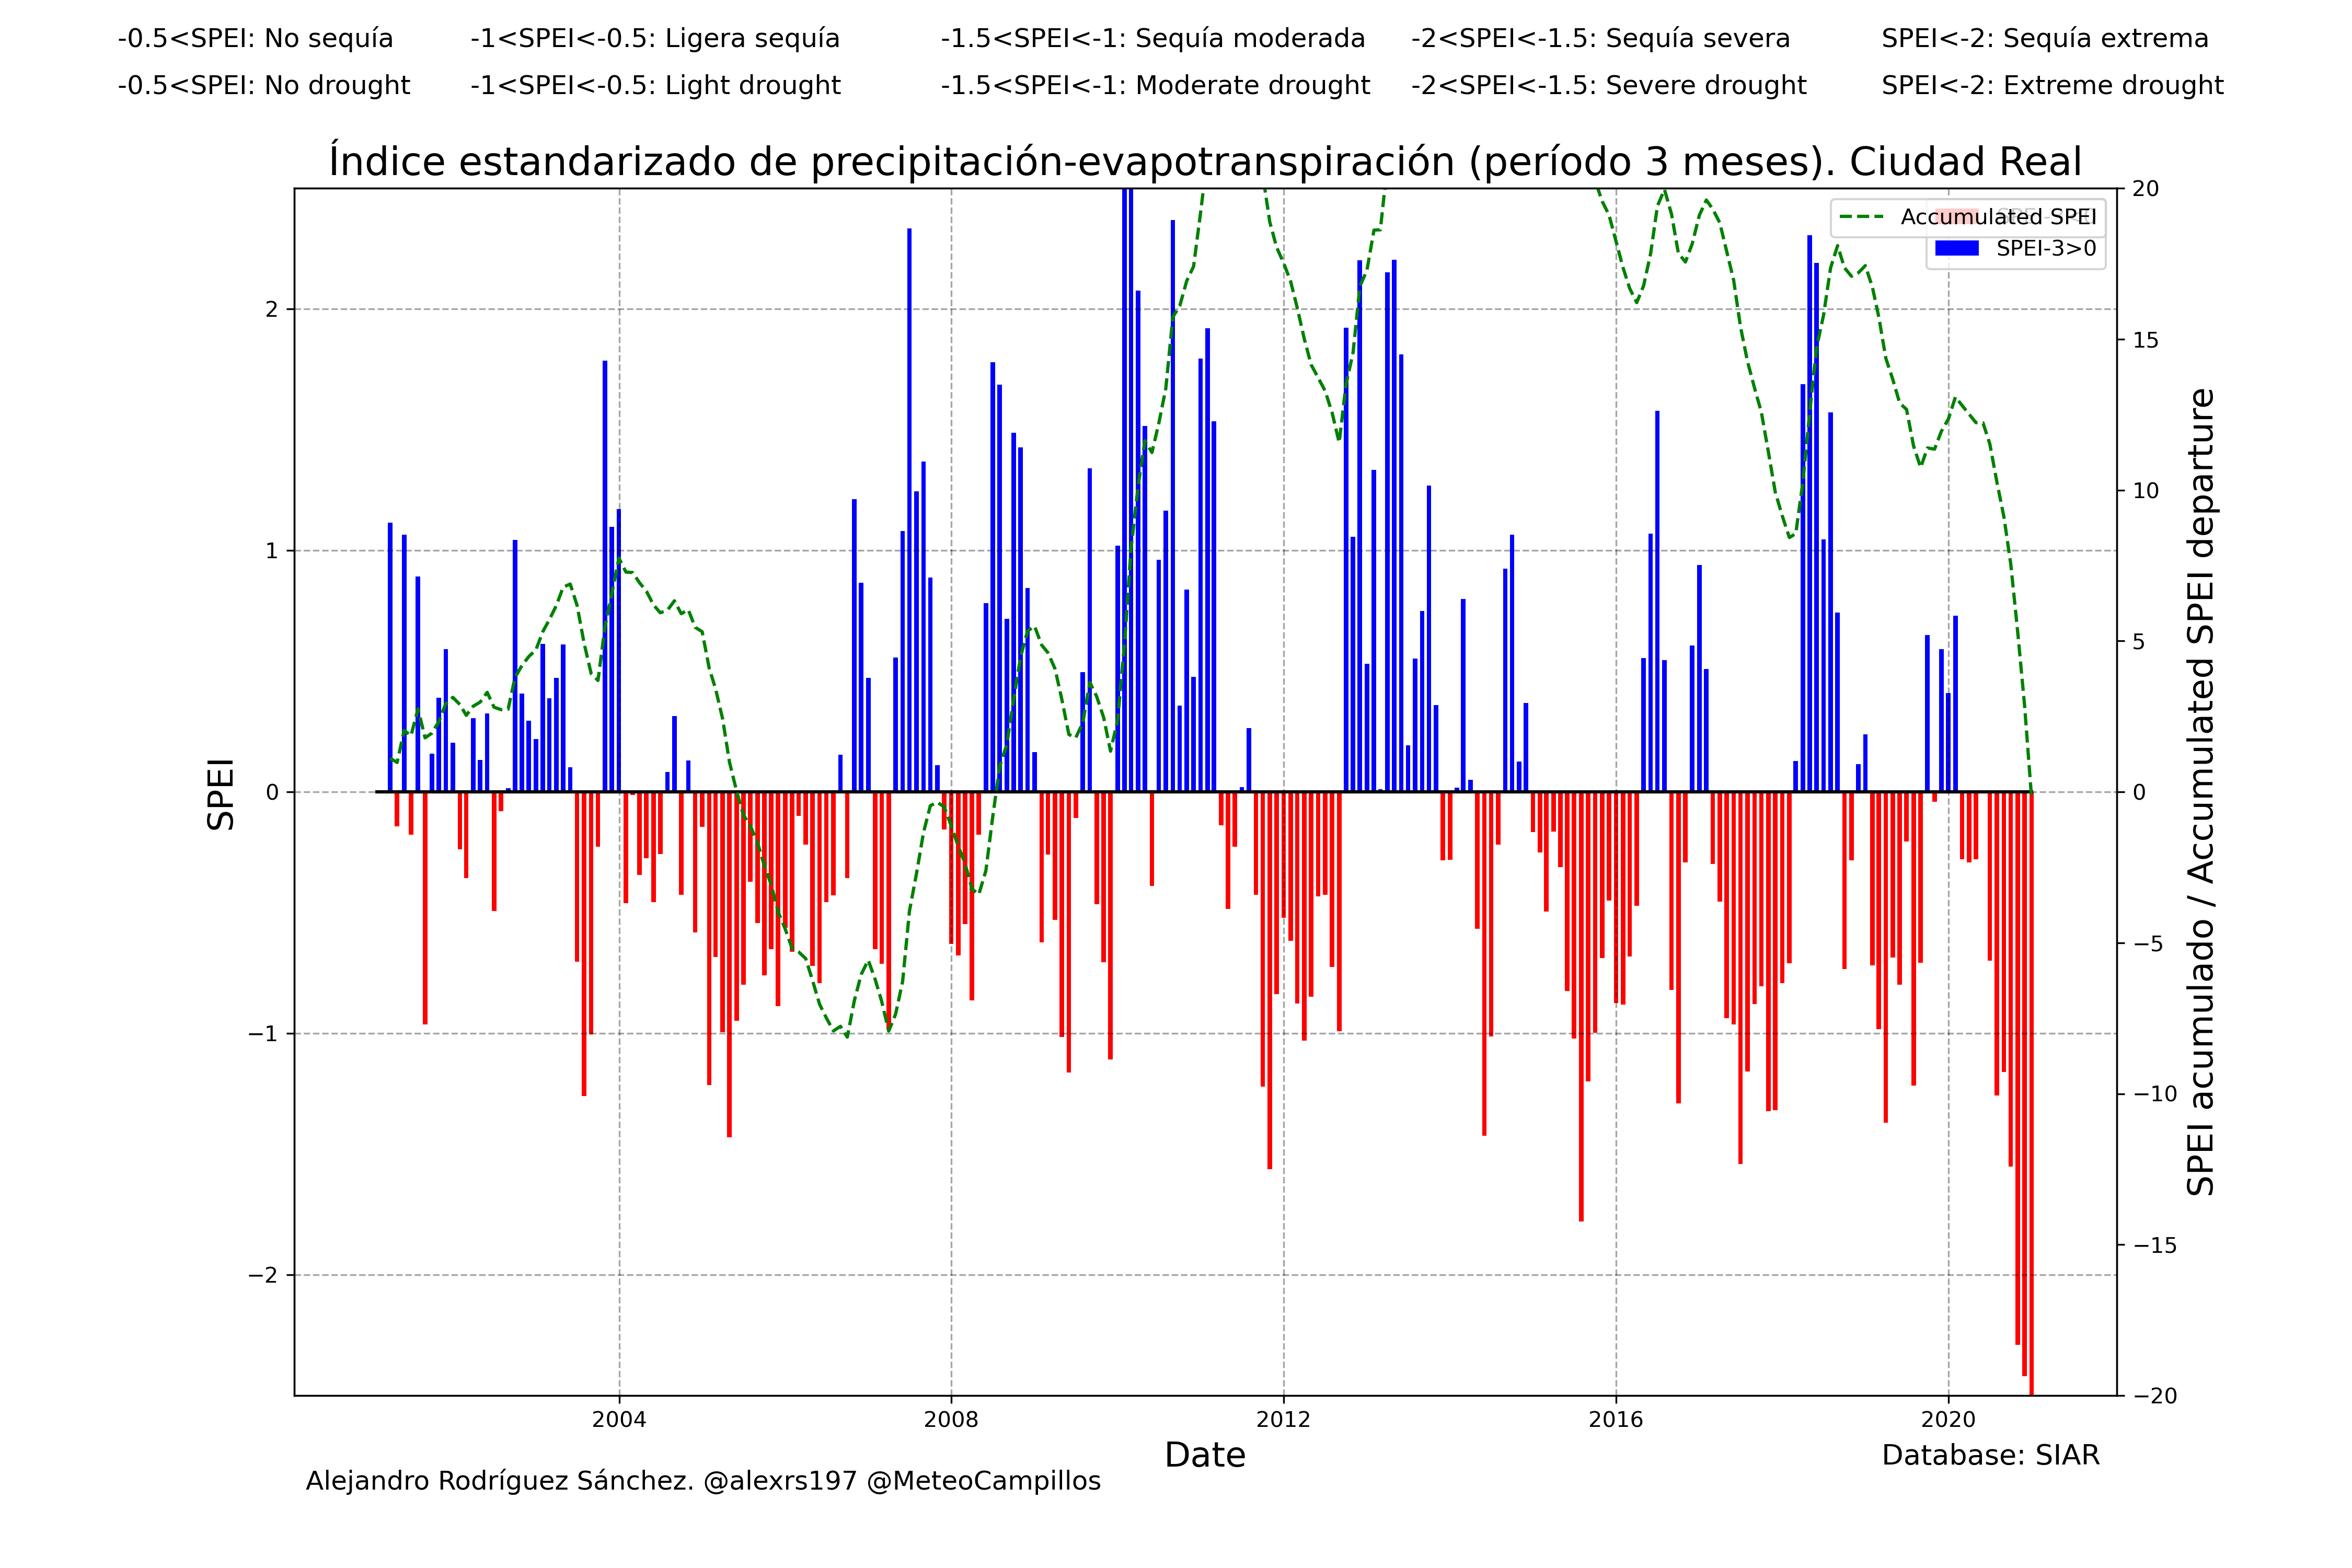 -0.5<SPEI: No sequía -1<SPEI<-0.5: Ligera sequía -1.5<SPEI<-1: Sequía moderada -2<SPEI<-1.5: Sequía severa SPEI<-2: Sequía extrema
-0.5<SPEI: No drought -1<SPEI<-0.5: Light drought -1.5<SPEI<-1: Moderate drought -2<SPEI<-1.5: Severe drought SPEI<-2: Extreme drought
Índice estandarizado de precipitación-evapotranspiración (período 3 meses). Ciudad Real
Accumulated SPEI
SPEI-3>0
SPEI
2
1
0
−1
−2
20
15
10
5
0
−5
−10
−15
−20
SPEI acumulado / Accumulated SPEI departure
2004 2008 2012 2016 2020
Date
Database: SIAR
Alejandro Rodríguez Sánchez. @alexrs197 @MeteoCampillos